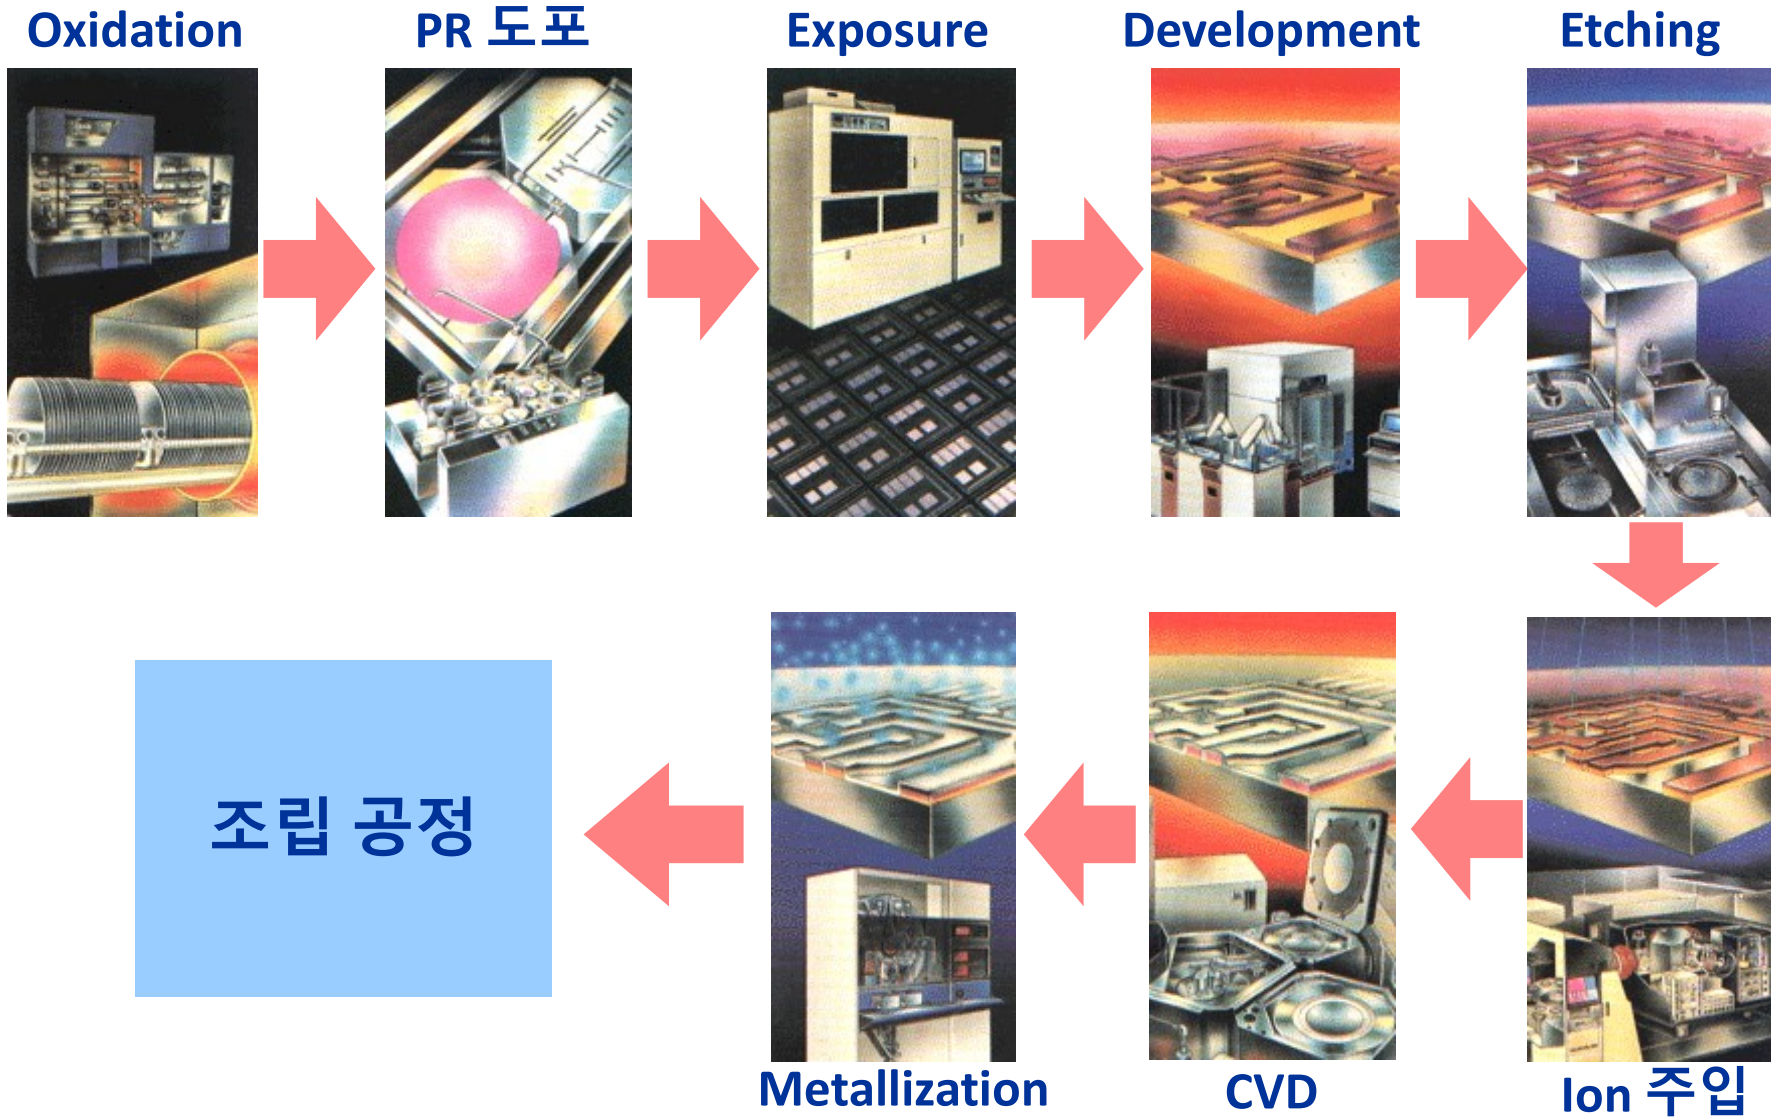 Oxidation
PR 도포
Exposure
Development
Etching
조립 공정
Metallization
CVD
Ion 주입